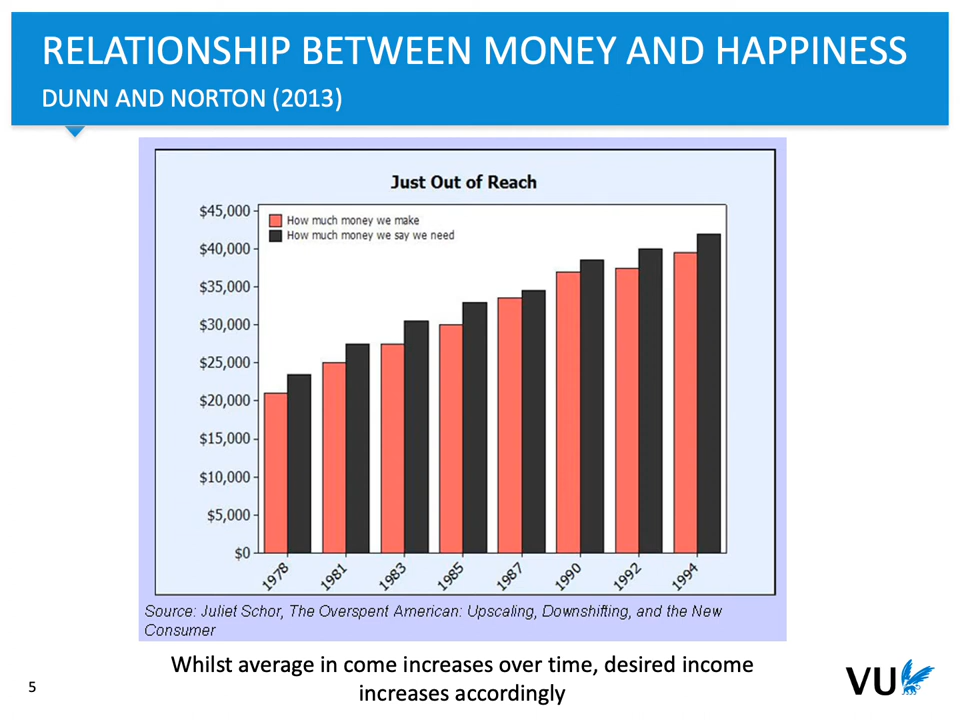 RELATIONSHIP BETWEEN MONEY AND HAPPINESS
DUNN AND NORTON (2013)
Just Out of Reach
$45,000
$40,000
$35,000
$30,000
$25,000
$20,000
$15,000
$10,000
$5,000
$0
How much money we make
How much money we say we need
1978
1981
1983
1985
1987
1990
1992
1994
Source: Juliet Schor, The Overspent American: Upscaling, Downshifting, and the New
Consumer
Whilst average in come increases over time, desired income
increases accordingly
5
VU